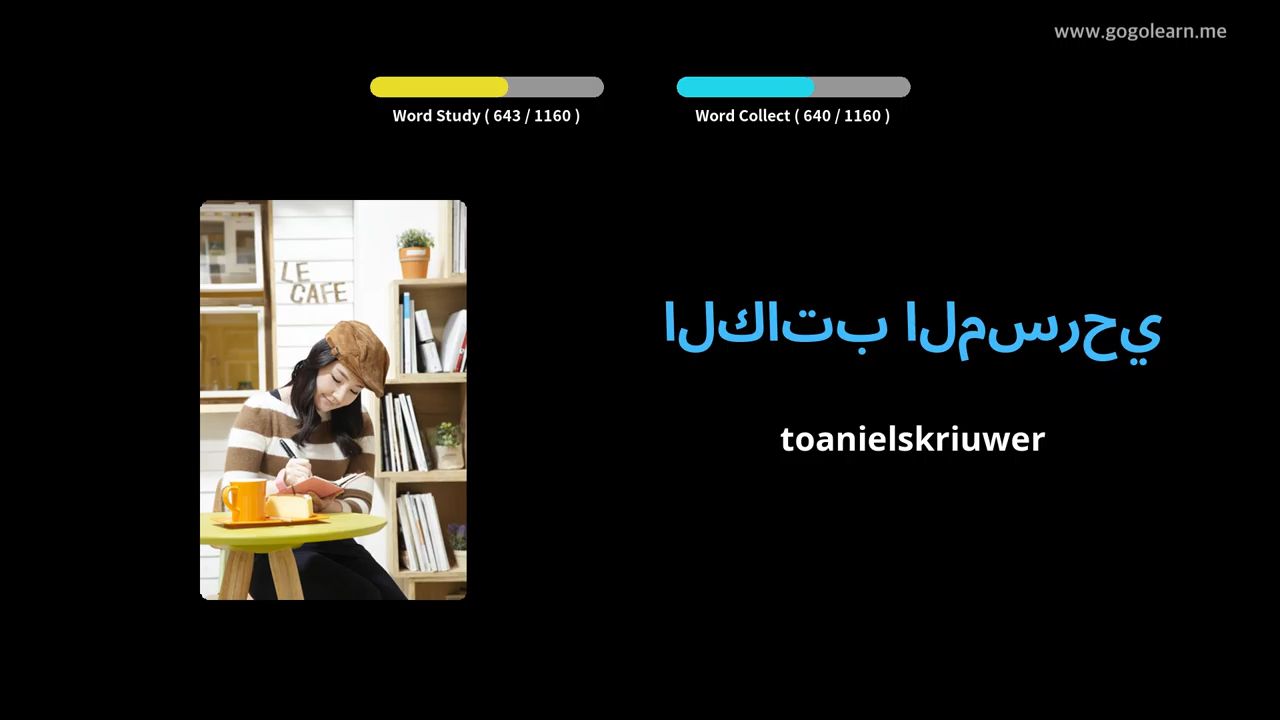 www.gogolearn.me
Word Study ( 643 / 1160 )
Word Collect ( 640 / 1160 )
LE
CAFE
الكاتب المسرحي
toanielskriuwer